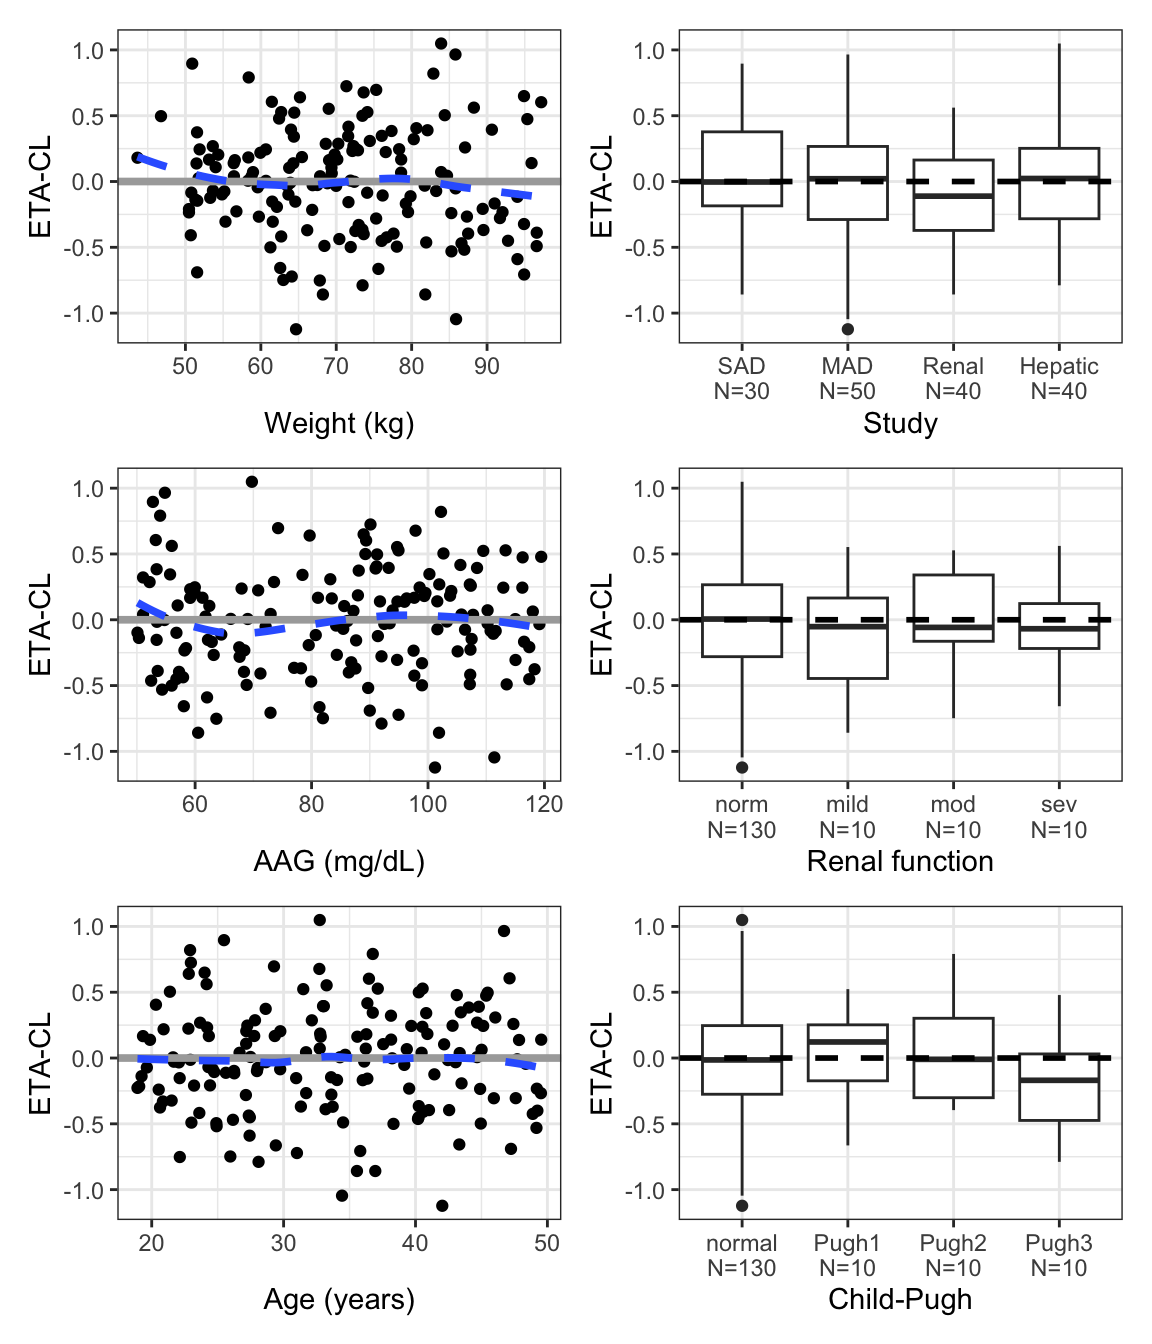 ETA-CL
1.0
0.5
0.0
-0.5
-1.0
50 60 70 80 90
Weight (kg)
ETA-CL
1.0
0.5
0.0
-0.5
-1.0
SAD MAD Renal Hepatic
N=30 N=50 N=40 N=40
Study
ETA-CL
1.0
0.5
0.0
-0.5
-1.0
60 80 100 120
AAG (mg/dL)
ETA-CL
1.0
0.5
0.0
-0.5
-1.0
norm mild mod sev
N=130 N=10 N=10 N=10
Renal function
ETA-CL
1.0
0.5
0.0
-0.5
-1.0
20 30 40 50
Age (years)
ETA-CL
1.0
0.5
0.0
-0.5
-1.0
normal Pugh1 Pugh2 Pugh3
N=130 N=10 N=10 N=10
Child-Pugh